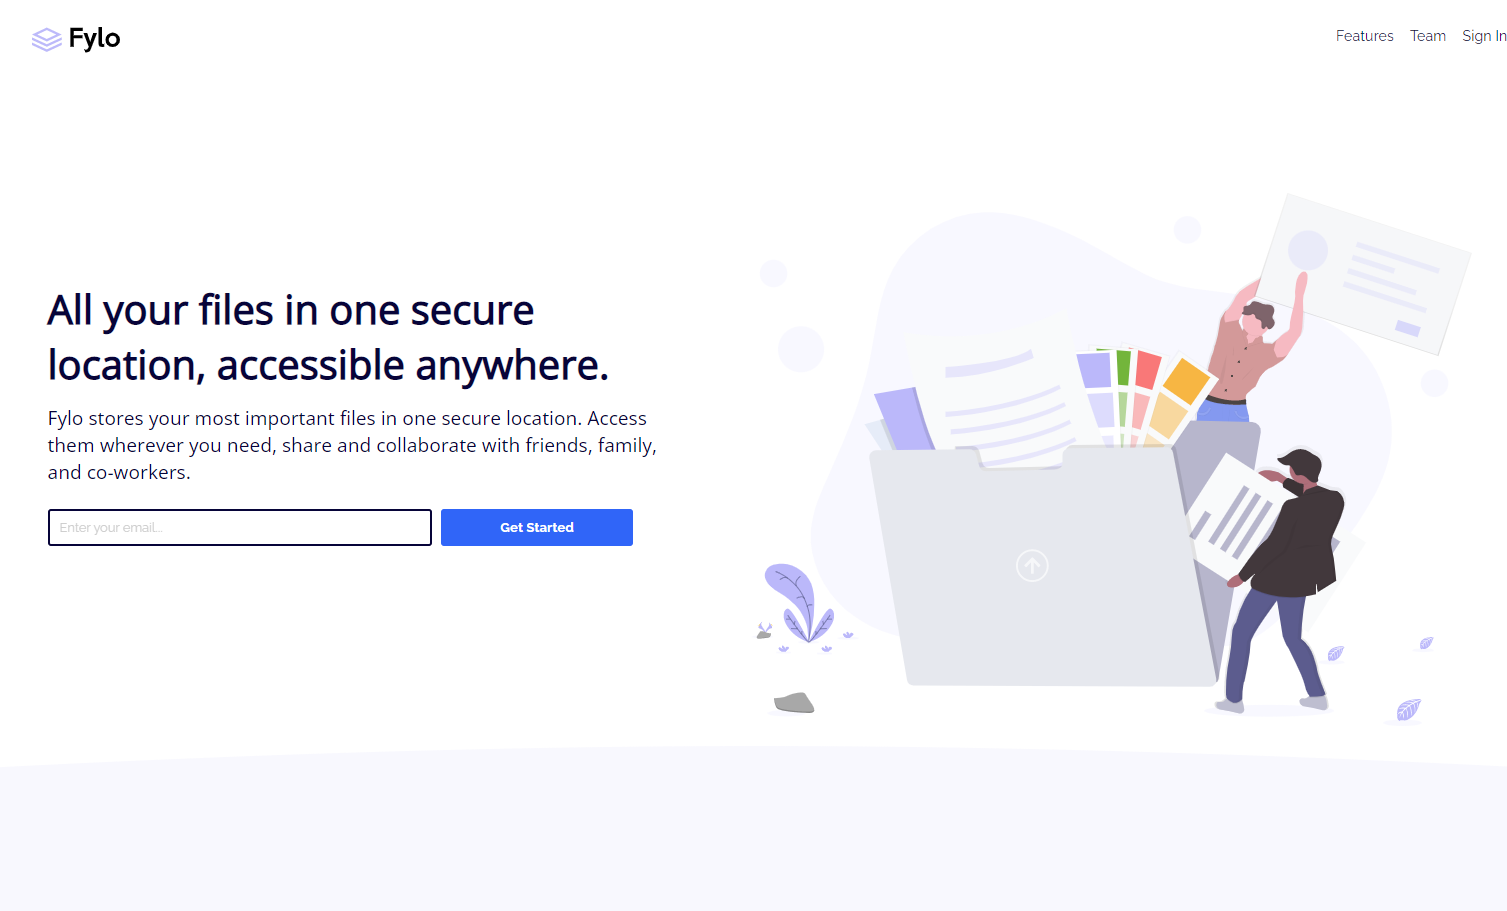 Fylo
Features Team Sign In
All your files in one secure
location, accessible anywhere.
Fylo stores your most important files in one secure location. Access
them wherever you need, share and collaborate with friends, family,
and co-workers.
Enter your email...
Get Started